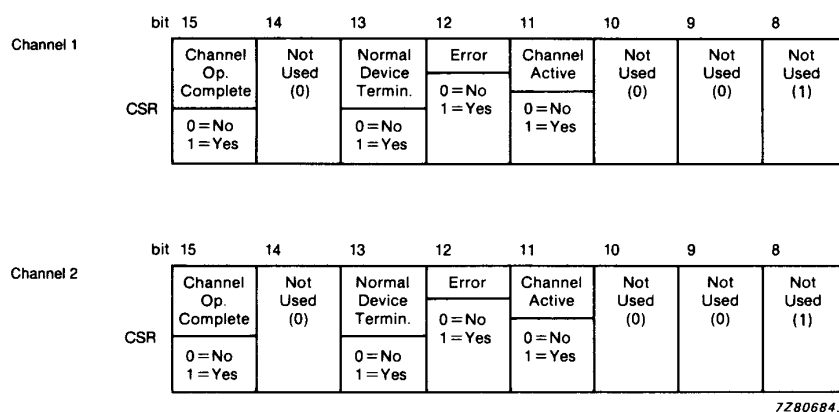 bit 15 14 13 12 11 10 9 8
Channel 1
Channel Not Normal Error Channel Not Not Not
Op. Used Device Active Used Used Used
Complete (0) Termin. 0=No (0) (0) (1)
CSR 1=Yes 0=No
0=No 0=No 1=Yes
1=Yes 1=Yes
bit 15 14 13 12 11 10 9 8
Channel 2
Channel Not Normal Error Channel Not Not Not
Op. Used Device Active Used Used Used
Complete (0) Termin. 0=No (0) (0) (1)
CSR 1=Yes 0=No
0=No 0=No 1=Yes
1=Yes 1=Yes